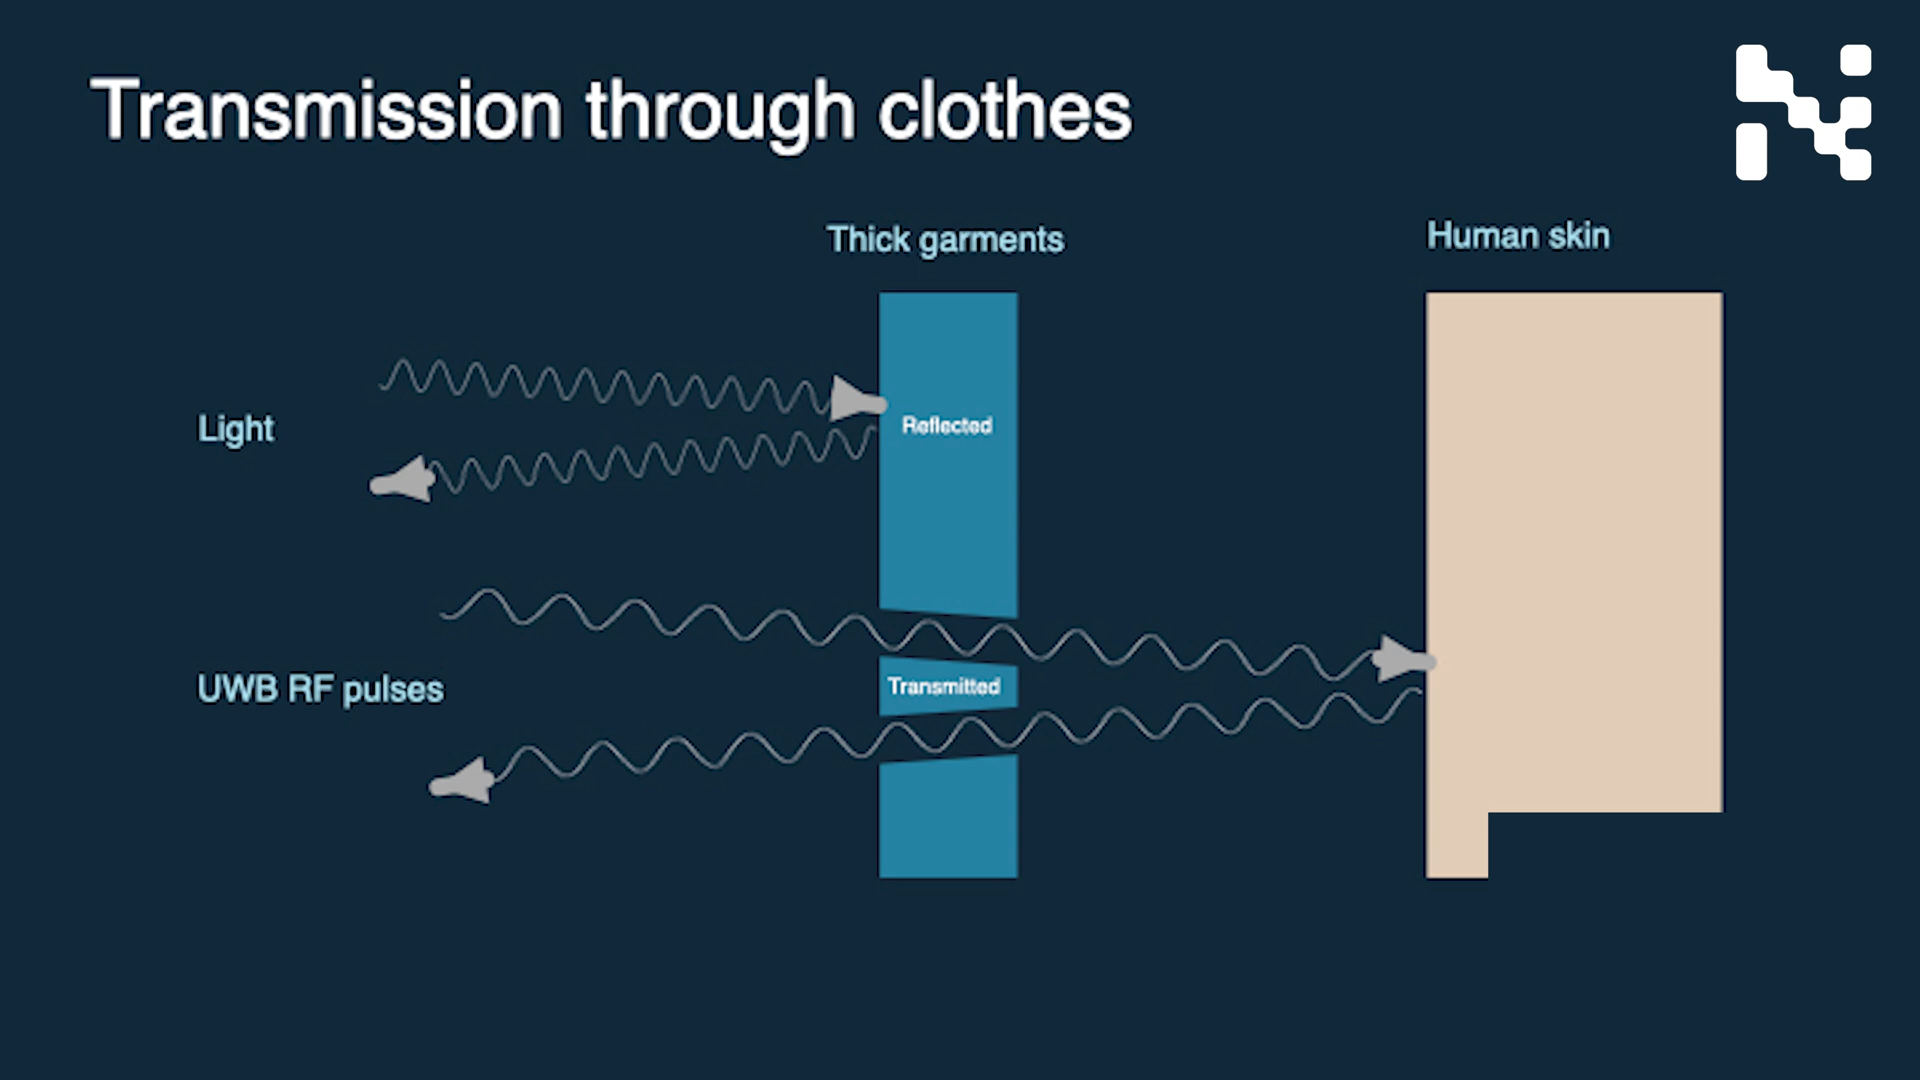 Transmission through clothes
Thick garments
Human skin
Light
Reflected
UWB RF pulses
Transmitted